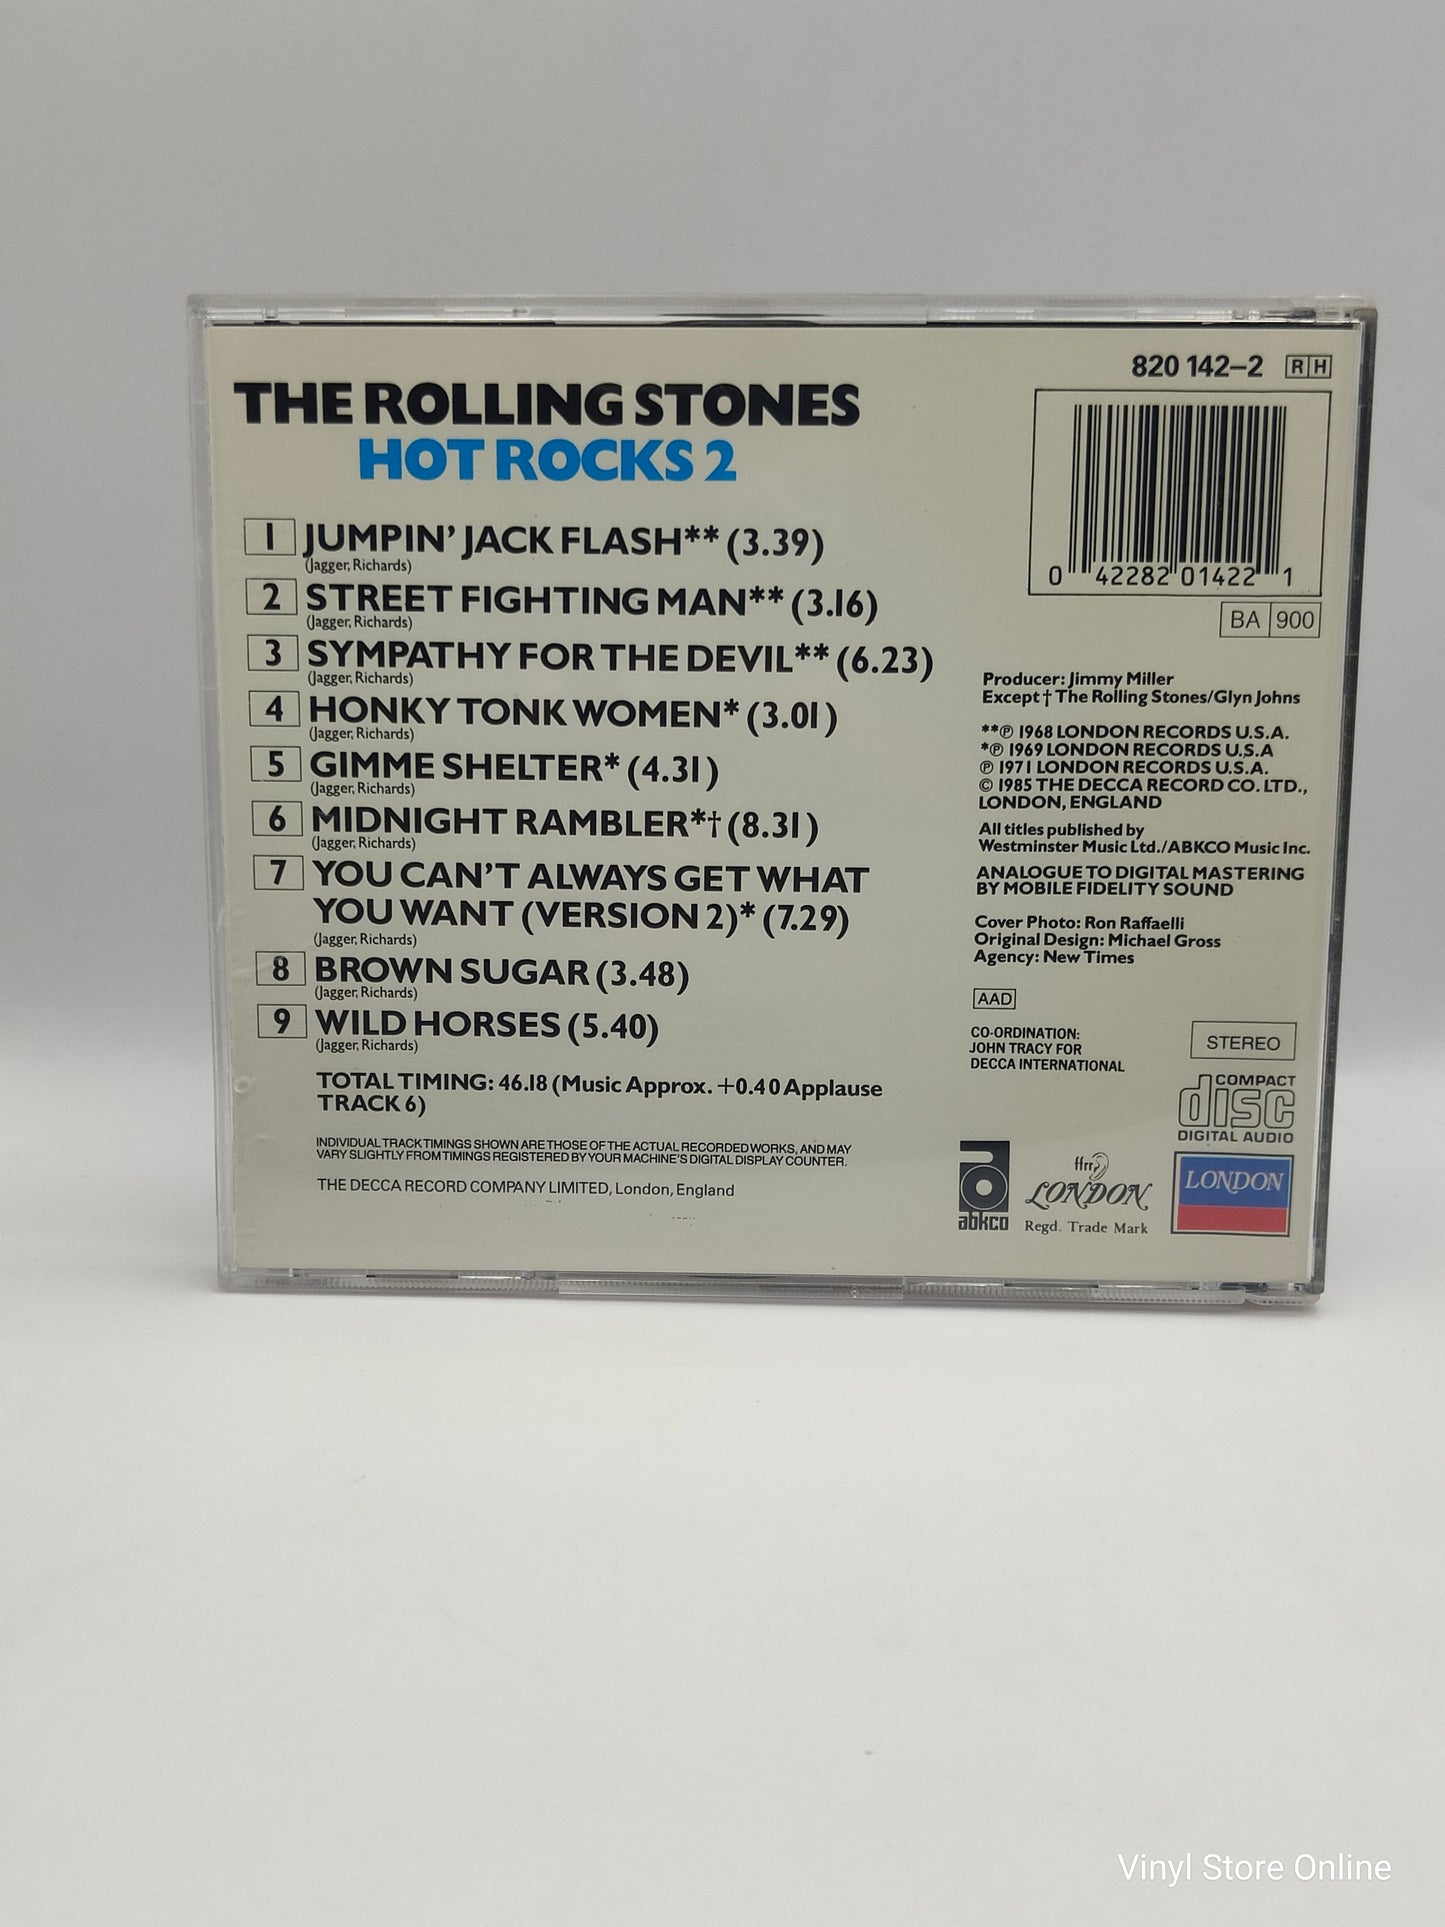 820 142–2 RH
THE ROLLING STONES
HOT ROCKS 2
0 42282 01422 1
BA 900
1 JUMPIN' JACK FLASH** (3.39)
(Jagger, Richards)
2 STREET FIGHTING MAN** (3.16)
(Jagger, Richards)
3 SYMPATHY FOR THE DEVIL** (6.23)
(Jagger, Richards)
4 HONKY TONK WOMEN* (3.01)
(Jagger, Richards)
5 GIMME SHELTER* (4.31)
(Jagger, Richards)
6 MIDNIGHT RAMBLER*† (8.31)
(Jagger, Richards)
7 YOU CAN'T ALWAYS GET WHAT
YOU WANT (VERSION 2)* (7.29)
(Jagger, Richards)
8 BROWN SUGAR (3.48)
(Jagger, Richards)
9 WILD HORSES (5.40)
(Jagger, Richards)
TOTAL TIMING: 46.18 (Music Approx. +0.40 Applause
TRACK 6)
INDIVIDUAL TRACK TIMINGS SHOWN ARE THOSE OF THE ACTUAL RECORDED WORKS, AND MAY
VARY SLIGHTLY FROM TIMINGS REGISTERED BY YOUR MACHINE'S DIGITAL DISPLAY COUNTER.
THE DECCA RECORD COMPANY LIMITED, London, England
Producer: Jimmy Miller
Except † The Rolling Stones/Glyn Johns
**℗ 1968 LONDON RECORDS U.S.A.
*℗ 1969 LONDON RECORDS U.S.A
℗ 1971 LONDON RECORDS U.S.A.
© 1985 THE DECCA RECORD CO. LTD.,
LONDON, ENGLAND
All titles published by
Westminster Music Ltd./ABKCO Music Inc.
ANALOGUE TO DIGITAL MASTERING
BY MOBILE FIDELITY SOUND
Cover Photo: Ron Raffaelli
Original Design: Michael Gross
Agency: New Times
AAD
CO-ORDINATION:
JOHN TRACY FOR
DECCA INTERNATIONAL
STEREO
COMPACT
disc
DIGITAL AUDIO
abkco
ffrr
LONDON
Regd. Trade Mark
LONDON
Vinyl Store Online